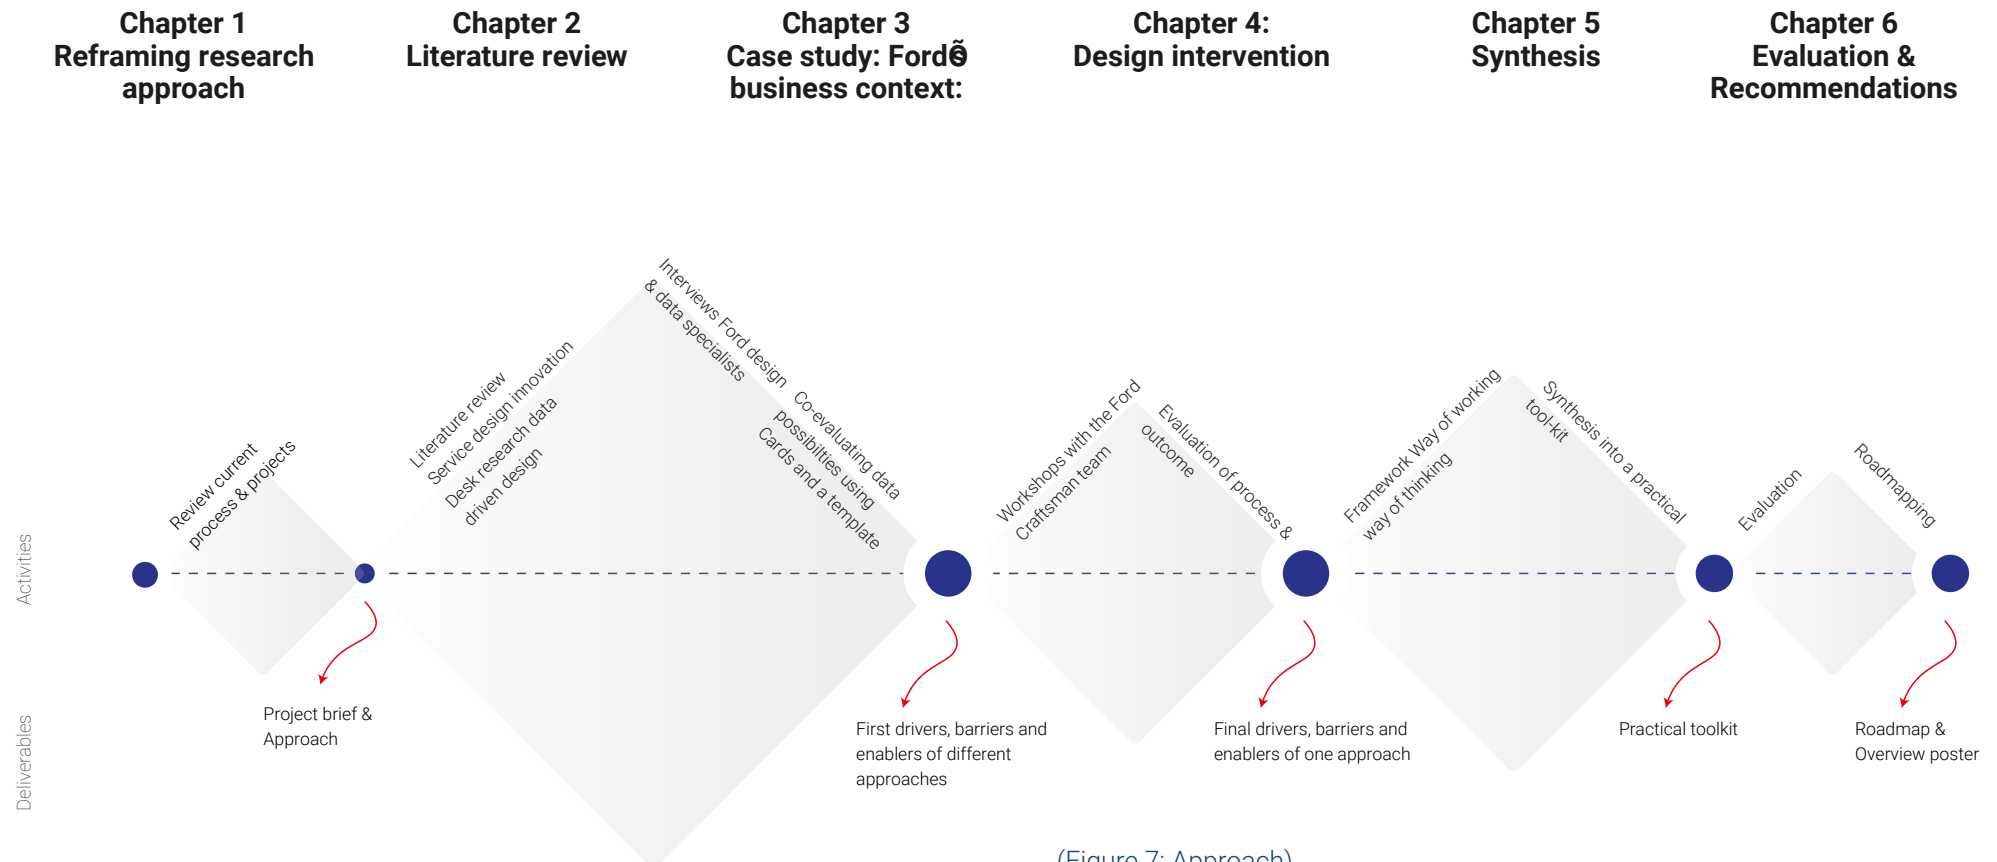 Chapter 1
Reframing research
approach
Chapter 2
Literature review
Chapter 3
Case study: FordÕs
business context:
Chapter 4:
Design intervention
Chapter 5
Synthesis
Chapter 6
Evaluation &
Recommendations
Activities
Review current
process & projects
Literature review
Service design innovation
Desk research data
driven design
Interviews Ford design
& data specialists
Co-evaluating data
possibilties using
Cards and a template
Workshops with the Ford
Craftsman team
Evaluation of process &
outcome
Framework Way of working
way of thinking
Synthesis into a practical
tool-kit
Evaluation
Roadmapping
Deliverables
Project brief &
Approach
First drivers, barriers and
enablers of different
approaches
Final drivers, barriers and
enablers of one approach
Practical toolkit
Roadmap &
Overview poster
(Figure 7: Approach)